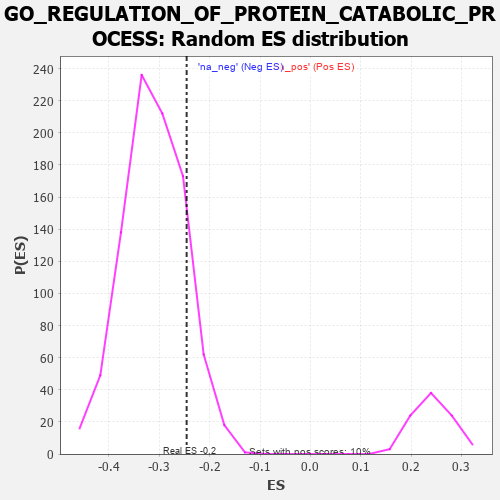 GO_REGULATION_OF_PROTEIN_CATABOLIC_PR
OCESS: Random ES distribution
'na_neg' (Neg ES) _pos' (Pos ES)
240
220
200
180
160
140
120
100
80
60
40
20
0
P(ES)
Real ES -0,2
Sets with pos scores: 10%
-0.4 -0.3 -0.2 -0.1 0.0 0.1 0.2 0.3
ES